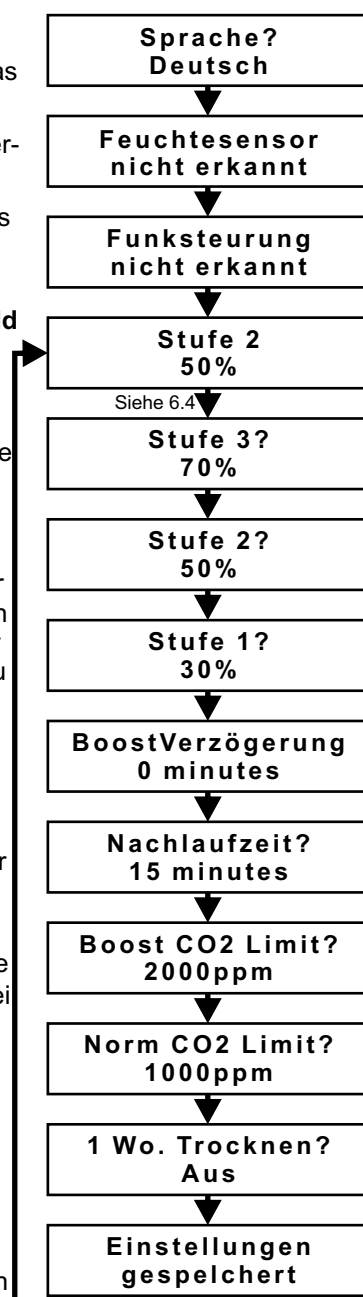 Sprache?
Deutsch
Feuchtesensor
nicht erkannt
Funksteurung
nicht erkannt
Stufe 2
50%
Siehe 6.4
Stufe 3?
70%
Stufe 2?
50%
Stufe 1?
30%
BoostVerzögerung
0 minutes
Nachlaufzeit?
15 minutes
Boost CO2 Limit?
2000ppm
Norm CO2 Limit?
1000ppm
1 Wo. Trocknen?
Aus
Einstellungen
gespelchert